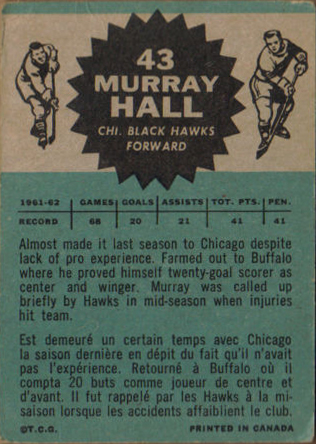 43
MURRAY
HALL
CHI. BLACK HAWKS
FORWARD
1961-62 GAMES GOALS ASSISTS TOT. PTS. PEN.
RECORD 68 20 21 41 41
Almost made it last season to Chicago despite
lack of pro experience. Farmed out to Buffalo
where he proved himself twenty-goal scorer as
center and winger. Murray was called up
briefly by Hawks in mid-season when injuries
hit team.
Est demeuré un certain temps avec Chicago
la saison dernière en dépit du fait qu'il n'avait
pas l'expérience. Retourné à Buffalo où il
compta 20 buts comme joueur de centre et
d'avant. Il fut rappelé par les Hawks à la mi-
saison lorsque les accidents affaiblient le club.
©T.C.G. PRINTED IN CANADA